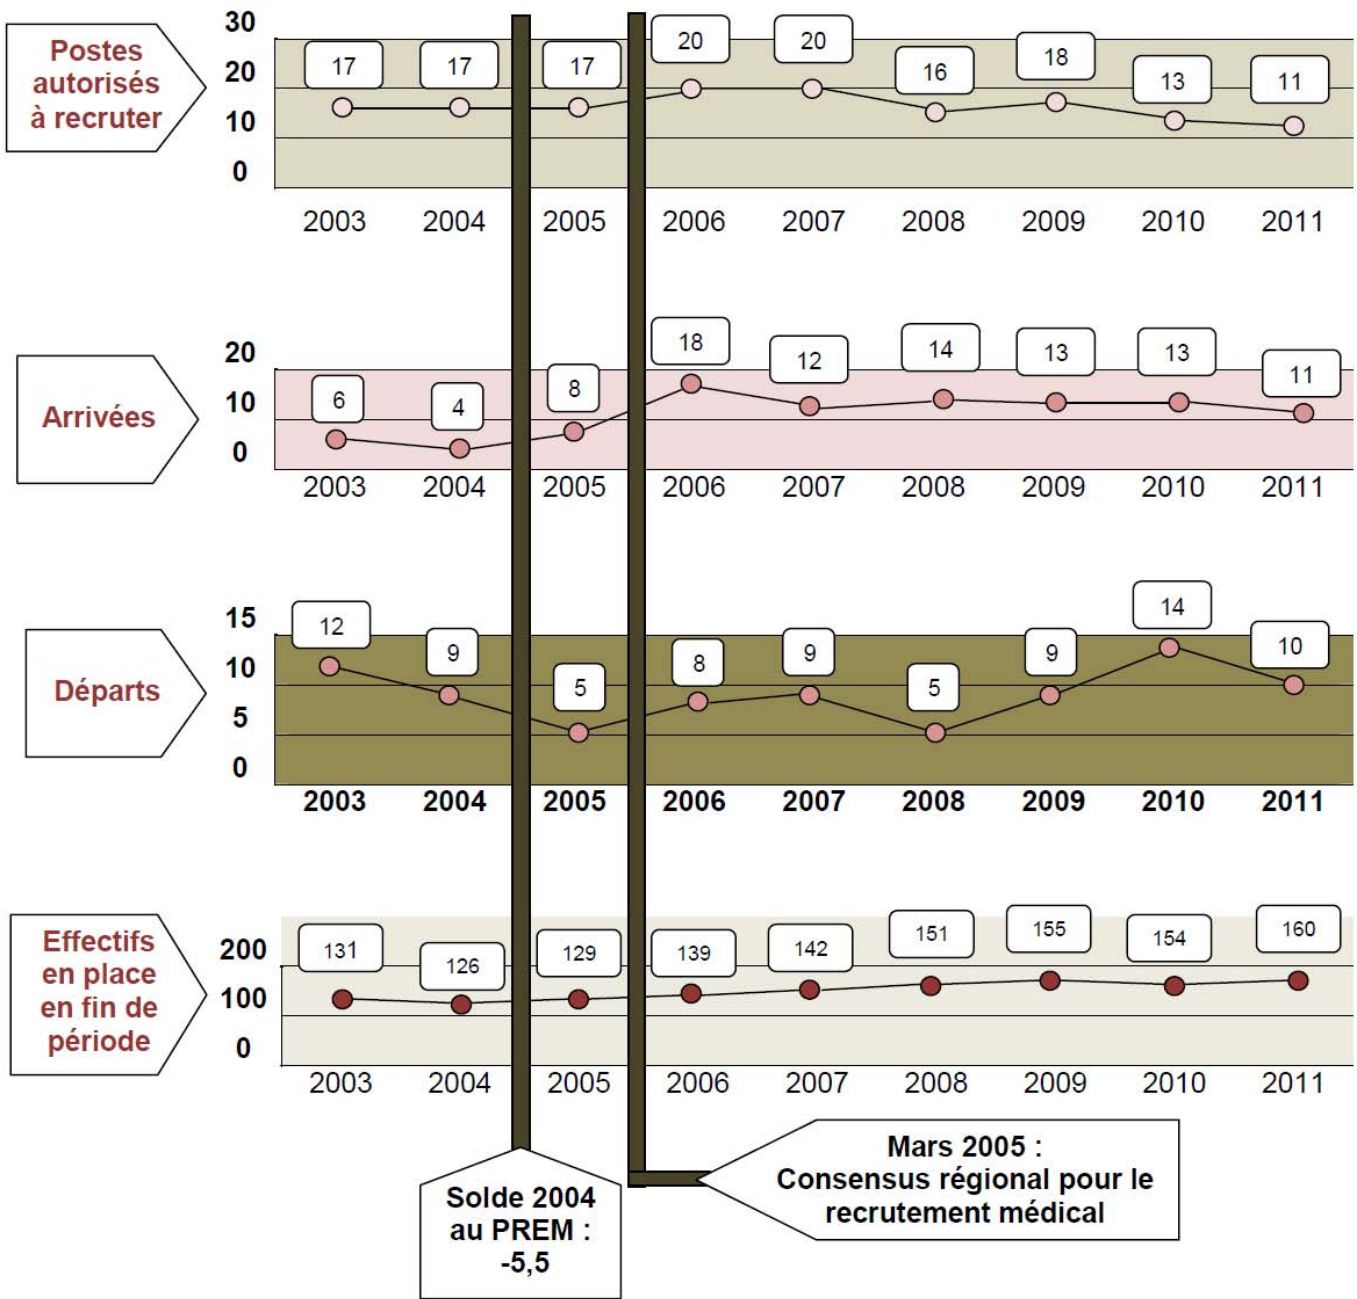 Postes
autorisés
à recruter
30
20
10
0
17 17 17 20 20 16 18 13 11
2003 2004 2005 2006 2007 2008 2009 2010 2011
Arrivées
20
10
0
6 4 8 18 12 14 13 13 11
2003 2004 2005 2006 2007 2008 2009 2010 2011
Départs
15
10
5
0
12 9 5 8 9 5 9 14 10
2003 2004 2005 2006 2007 2008 2009 2010 2011
Effectifs
en place
en fin de
période
200
100
0
131 126 129 139 142 151 155 154 160
2003 2004 2005 2006 2007 2008 2009 2010 2011
Solde 2004
au PREM :
-5,5
Mars 2005 :
Consensus régional pour le
recrutement médical